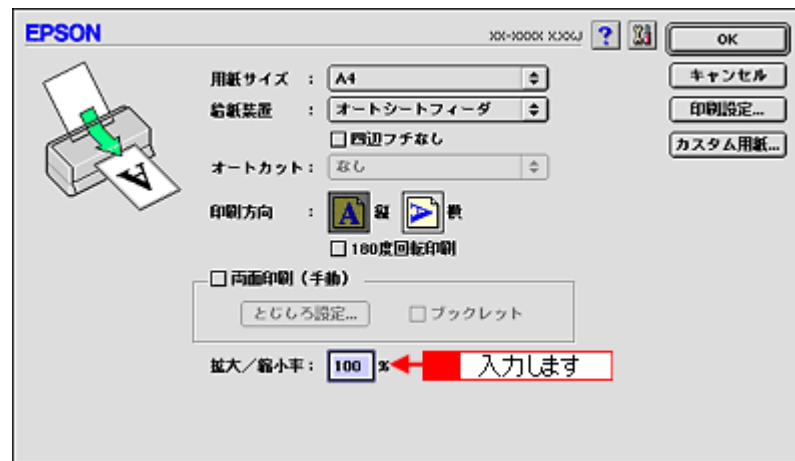 EPSON
? OK
用紙サイズ : A4 キャンセル
給紙装置 : オートシートフィーダ 印刷設定...
四辺フチなし カスタム用紙...
オートカット: なし
印刷方向 : A 縦 A 横
180度回転印刷
両面印刷(手動)
とじしろ設定... ブックレット
拡大/縮小率: 100 % 入力します
A